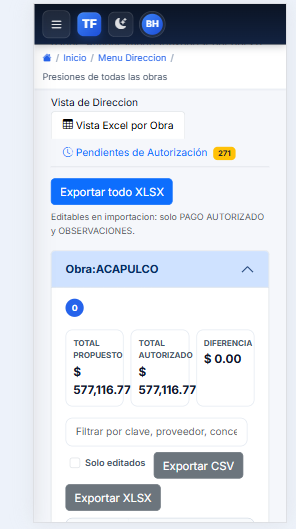 TF
BH
/ Inicio / Menu Direccion /
Presiones de todas las obras
Vista de Direccion
Vista Excel por Obra
Pendientes de Autorización 271
Exportar todo XLSX
Editables en importacion: solo PAGO AUTORIZADO
y OBSERVACIONES.
Obra:ACAPULCO
0
TOTAL PROPUESTO
$ 577,116.77
TOTAL AUTORIZADO
$ 577,116.77
DIFERENCIA
$ 0.00
Filtrar por clave, proveedor, conce
Solo editados
Exportar CSV
Exportar XLSX